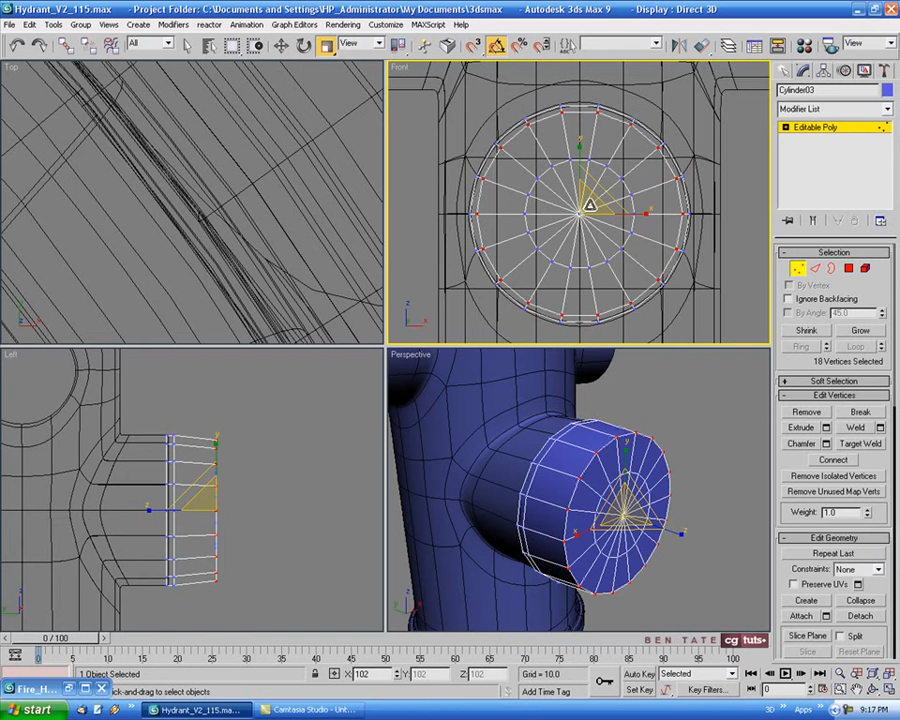 Hydrant_V2_115.max - Project Folder: C:\Documents and Settings\HP_Administrator\My Documents\3dsmax - Autodesk 3ds Max 9 - Display : Direct 3D
File Edit Tools Group Views Create Modifiers reactor Animation Graph Editors Rendering Customize MAXScript Help
All View View
Top Front
Left Perspective
Cylinder03
Modifier List
Editable Poly
Selection
By Vertex
Ignore Backfacing
By Angle: 45.0
Shrink Grow
Ring Loop
18 Vertices Selected
Soft Selection
Edit Vertices
Remove Break
Extrude Weld
Chamfer Target Weld
Connect
Remove Isolated Vertices
Remove Unused Map Verts
Weight: 1.0
Edit Geometry
Repeat Last
Constraints: None
Preserve UVs
Create Collapse
Attach Detach
Slice Plane Split
Slice Reset Plane
BEN TATE cg tuts+
0 / 100
0 5 10 15 20 25 30 35 40 45 50 55 60 65 70 75 80 85 90 95 100
1 Object Selected X: 102 Y: 102 Z: 102 Grid = 10.0 Auto Key Selected
Fire_H... ick-and-drag to select objects Add Time Tag Set Key Key Filters... 0
start Hydrant_V2_115.ma... Camtasia Studio - Unt... 3D Apps 9:17 PM